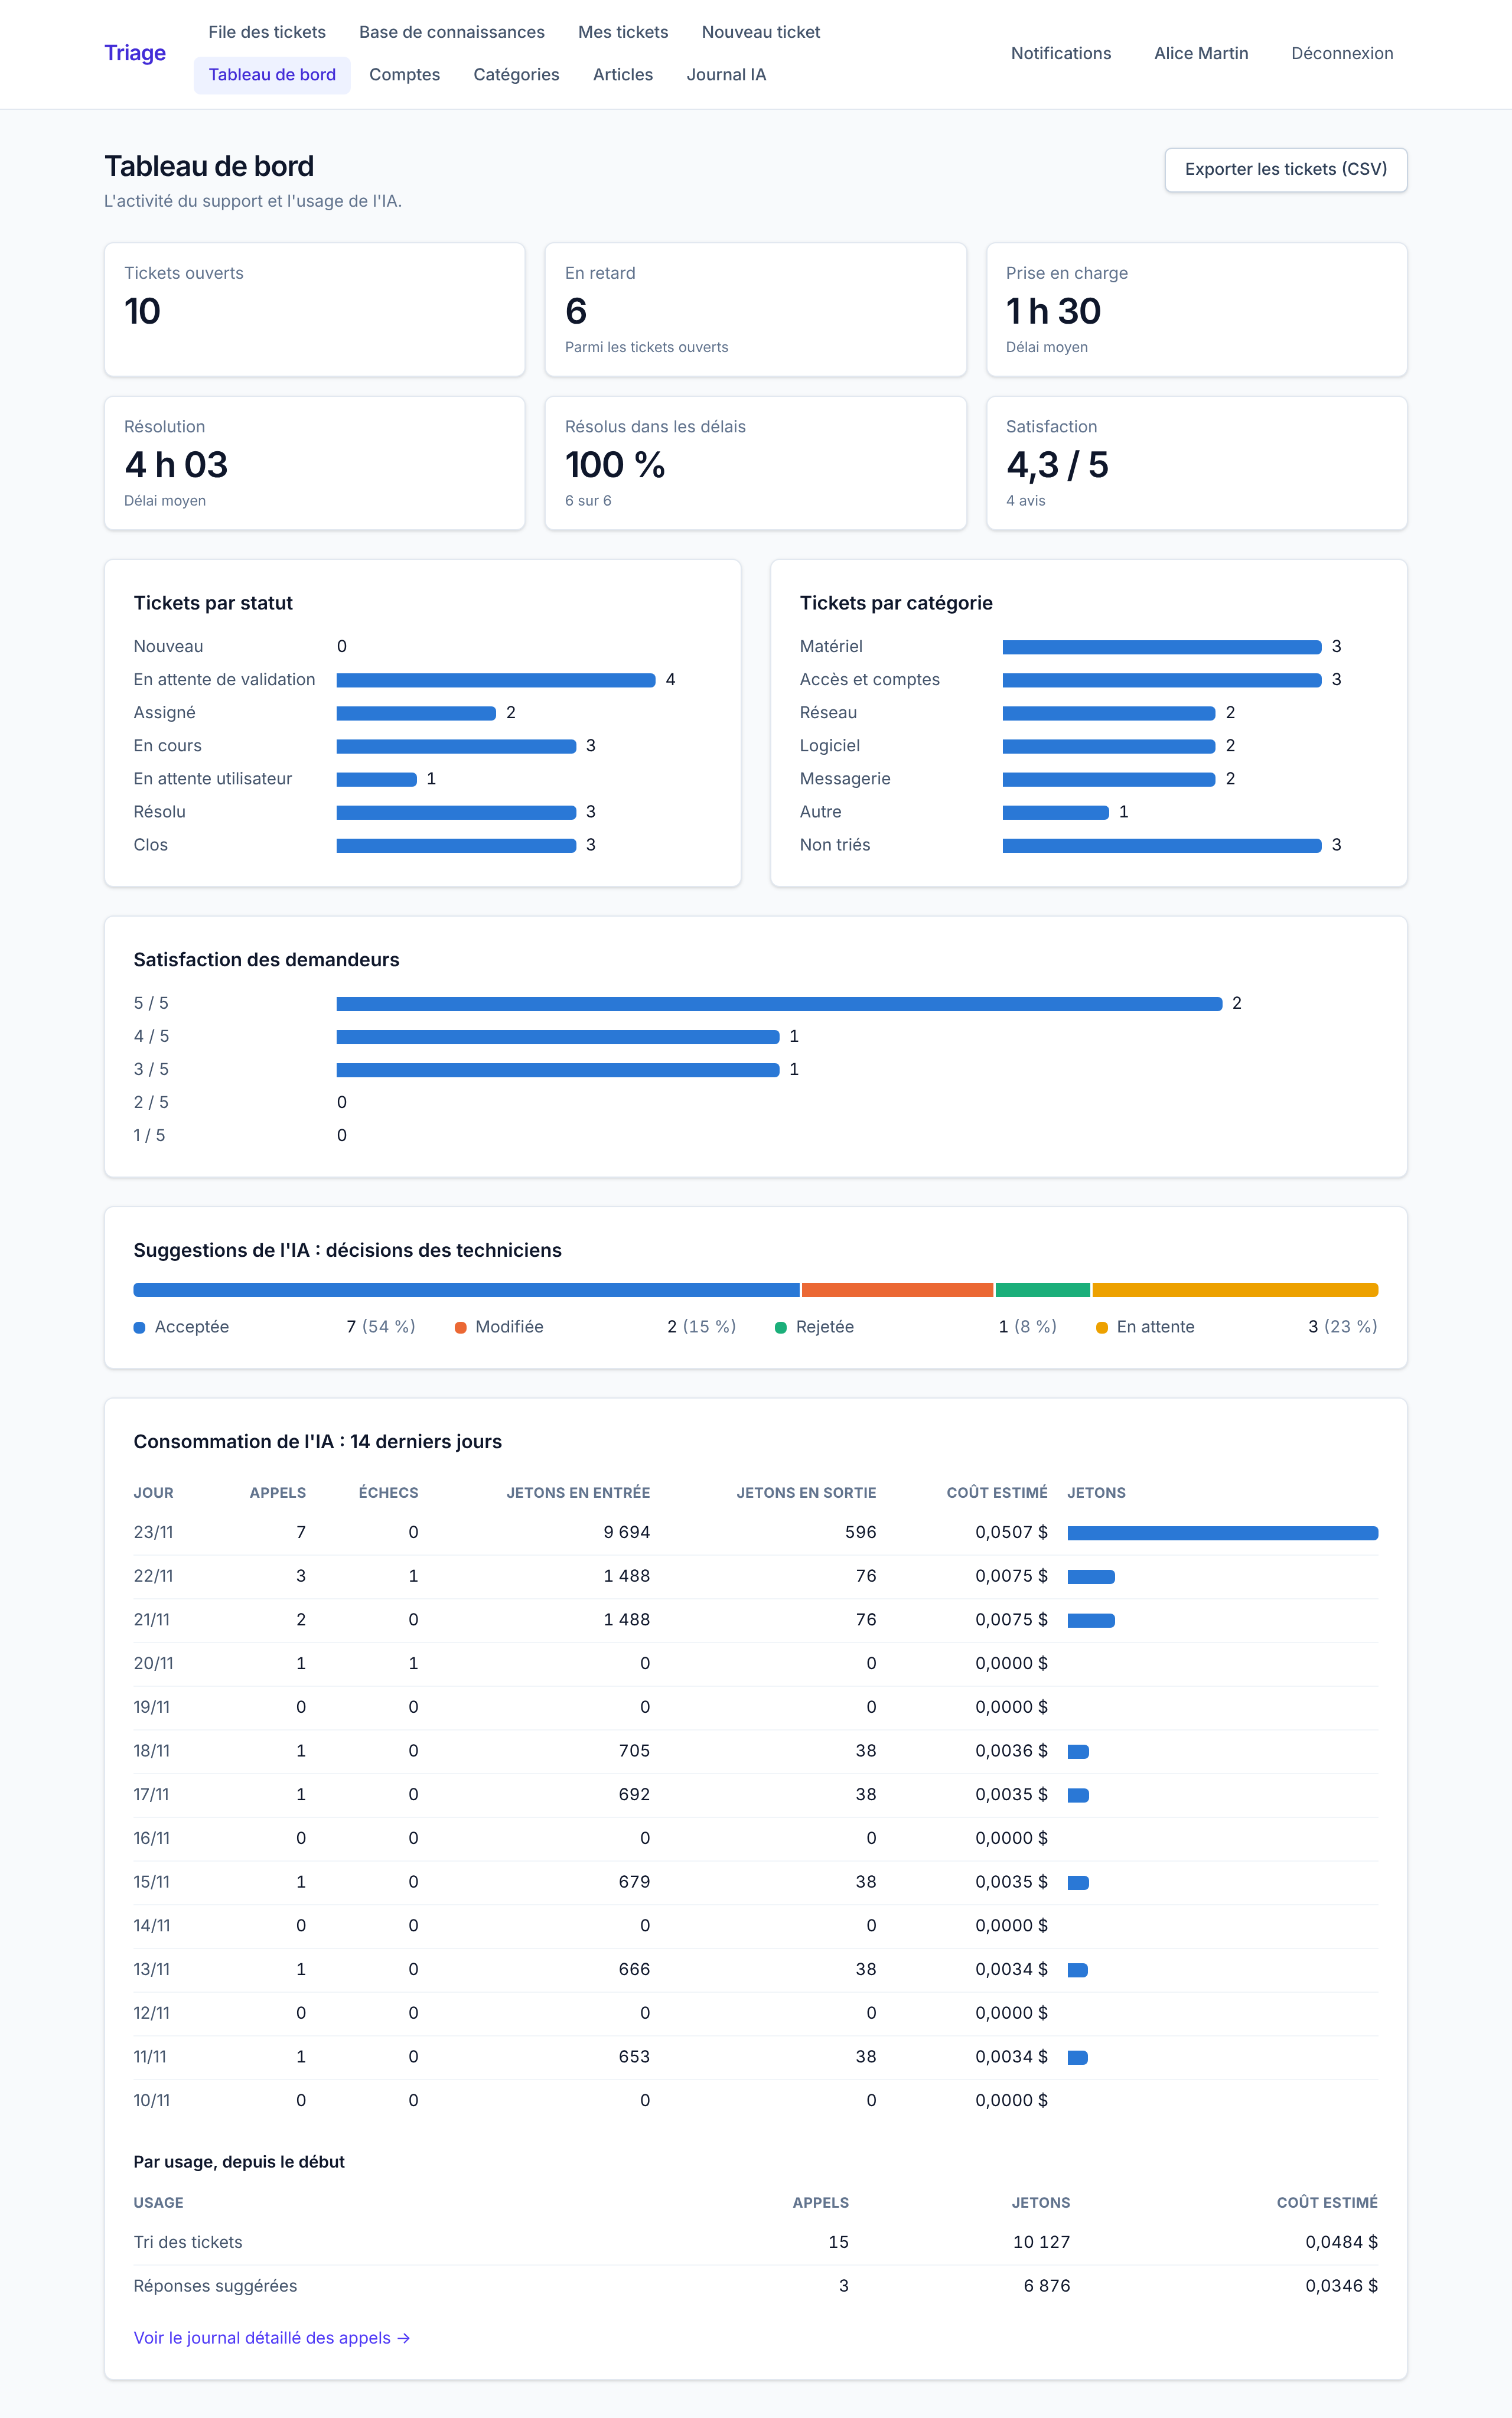 Triage
File des tickets Base de connaissances Mes tickets Nouveau ticket
Tableau de bord Comptes Catégories Articles Journal IA
Notifications Alice Martin Déconnexion
Tableau de bord
L'activité du support et l'usage de l'IA.
Exporter les tickets (CSV)
Tickets ouverts
10
En retard
6
Parmi les tickets ouverts
Prise en charge
1 h 30
Délai moyen
Résolution
4 h 03
Délai moyen
Résolus dans les délais
100 %
6 sur 6
Satisfaction
4,3 / 5
4 avis
Tickets par statut
Nouveau 0
En attente de validation 4
Assigné 2
En cours 3
En attente utilisateur 1
Résolu 3
Clos 3
Tickets par catégorie
Matériel 3
Accès et comptes 3
Réseau 2
Logiciel 2
Messagerie 2
Autre 1
Non triés 3
Satisfaction des demandeurs
5 / 5 2
4 / 5 1
3 / 5 1
2 / 5 0
1 / 5 0
Suggestions de l'IA : décisions des techniciens
Acceptée 7 (54 %) Modifiée 2 (15 %) Rejetée 1 (8 %) En attente 3 (23 %)
Consommation de l'IA : 14 derniers jours
JOUR APPELS ÉCHECS JETONS EN ENTRÉE JETONS EN SORTIE COÛT ESTIMÉ JETONS
23/11 7 0 9 694 596 0,0507 $
22/11 3 1 1 488 76 0,0075 $
21/11 2 0 1 488 76 0,0075 $
20/11 1 1 0 0 0,0000 $
19/11 0 0 0 0 0,0000 $
18/11 1 0 705 38 0,0036 $
17/11 1 0 692 38 0,0035 $
16/11 0 0 0 0 0,0000 $
15/11 1 0 679 38 0,0035 $
14/11 0 0 0 0 0,0000 $
13/11 1 0 666 38 0,0034 $
12/11 0 0 0 0 0,0000 $
11/11 1 0 653 38 0,0034 $
10/11 0 0 0 0 0,0000 $
Par usage, depuis le début
USAGE APPELS JETONS COÛT ESTIMÉ
Tri des tickets 15 10 127 0,0484 $
Réponses suggérées 3 6 876 0,0346 $
Voir le journal détaillé des appels →